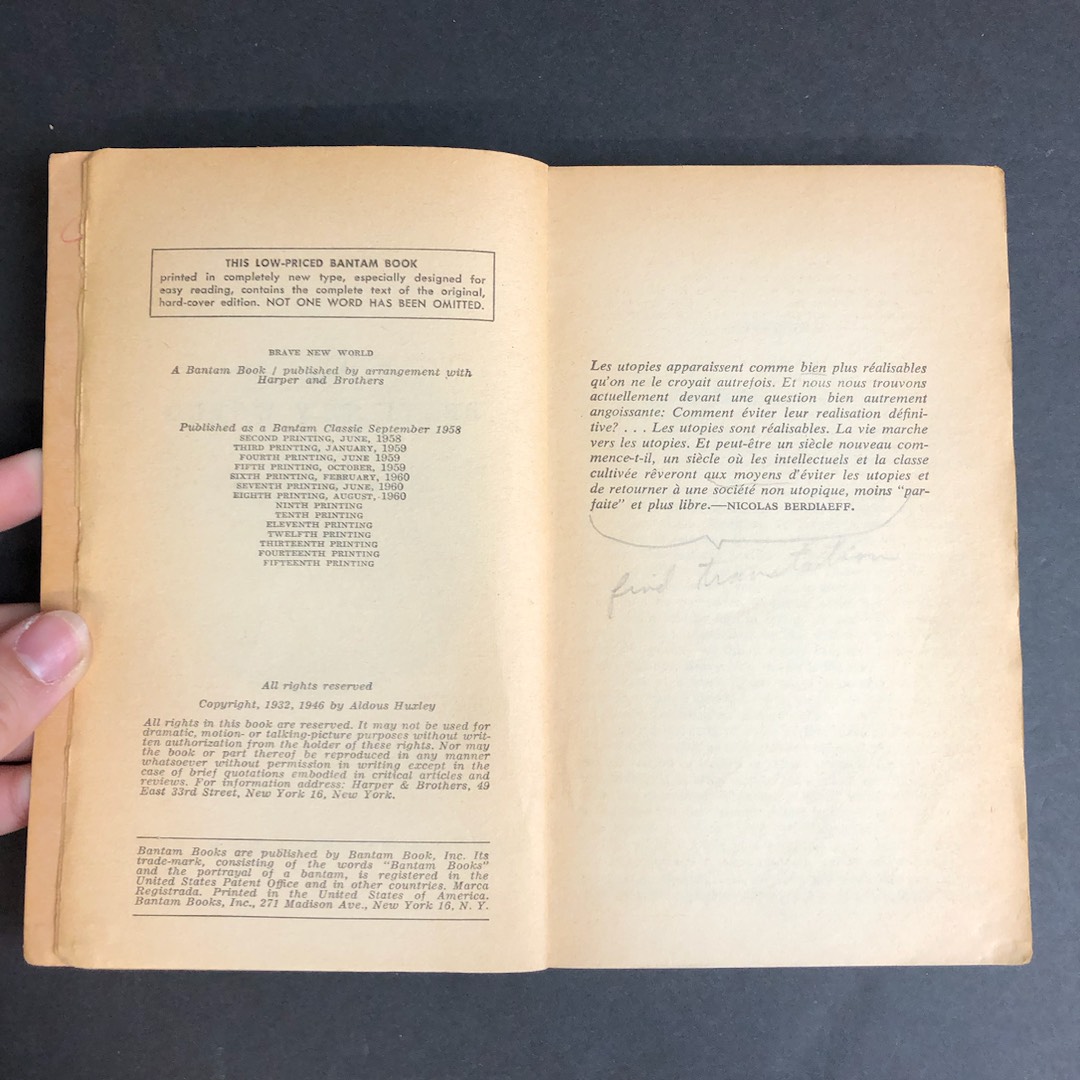 THIS LOW-PRICED BANTAM BOOK
printed in completely new type, especially designed for
easy reading, contains the complete text of the original,
hard-cover edition. NOT ONE WORD HAS BEEN OMITTED.
BRAVE NEW WORLD
A Bantam Book / published by arrangement with
Harper and Brothers
Published as a Bantam Classic September 1958
SECOND PRINTING, JUNE, 1958
THIRD PRINTING, JANUARY, 1959
FOURTH PRINTING, JUNE 1959
FIFTH PRINTING, OCTOBER, 1959
SIXTH PRINTING, FEBRUARY, 1960
SEVENTH PRINTING, JUNE, 1960
EIGHTH PRINTING, AUGUST, 1960
NINTH PRINTING
TENTH PRINTING
ELEVENTH PRINTING
TWELFTH PRINTING
THIRTEENTH PRINTING
FOURTEENTH PRINTING
FIFTEENTH PRINTING
All rights reserved
Copyright, 1932, 1946 by Aldous Huxley
All rights in this book are reserved. It may not be used for
dramatic, motion- or talking-picture purposes without writ-
ten authorization from the holder of these rights. Nor may
the book or part thereof be reproduced in any manner
whatsoever without permission in writing except in the
case of brief quotations embodied in critical articles and
reviews. For information address: Harper & Brothers, 49
East 33rd Street, New York 16, New York.
Bantam Books are published by Bantam Book, Inc. Its
trade-mark, consisting of the words "Bantam Books"
and the portrayal of a bantam, is registered in the
United States Patent Office and in other countries. Marca
Registrada. Printed in the United States of America.
Bantam Books, Inc., 271 Madison Ave., New York 16, N. Y.
Les utopies apparaissent comme bien plus réalisables
qu'on ne le croyait autrefois. Et nous nous trouvons
actuellement devant une question bien autrement
angoissante: Comment éviter leur realisation défini-
tive? . . . Les utopies sont réalisables. La vie marche
vers les utopies. Et peut-être un siècle nouveau com-
mence-t-il, un siècle où les intellectuels et la classe
cultivée rêveront aux moyens d'éviter les utopies et
de retourner à une société non utopique, moins "par-
faite" et plus libre.—NICOLAS BERDIAEFF.
find translation